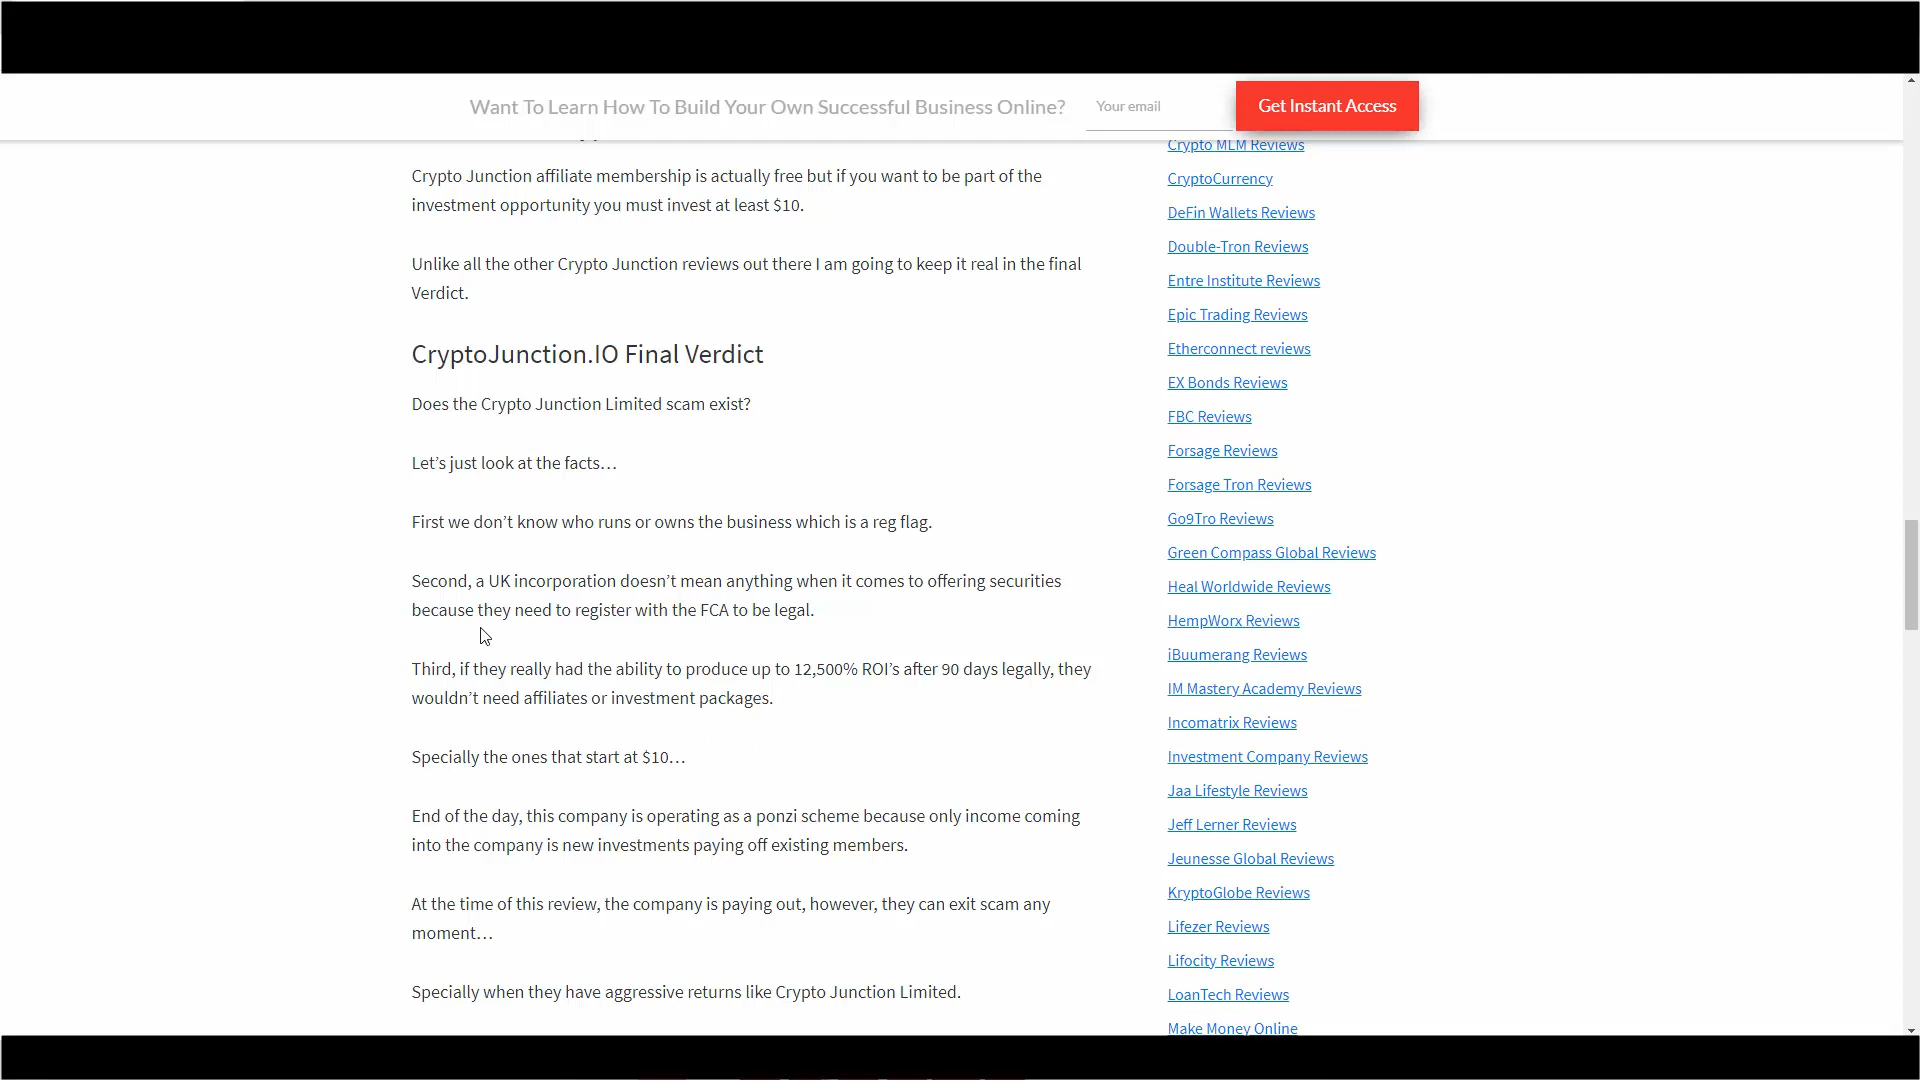 Want To Learn How To Build Your Own Successful Business Online?
Your email
Get Instant Access
Crypto Junction affiliate membership is actually free but if you want to be part of the
investment opportunity you must invest at least $10.
Unlike all the other Crypto Junction reviews out there I am going to keep it real in the final
Verdict.
CryptoJunction.IO Final Verdict
Does the Crypto Junction Limited scam exist?
Let’s just look at the facts…
First we don’t know who runs or owns the business which is a reg flag.
Second, a UK incorporation doesn’t mean anything when it comes to offering securities
because they need to register with the FCA to be legal.
Third, if they really had the ability to produce up to 12,500% ROI’s after 90 days legally, they
wouldn’t need affiliates or investment packages.
Specially the ones that start at $10…
End of the day, this company is operating as a ponzi scheme because only income coming
into the company is new investments paying off existing members.
At the time of this review, the company is paying out, however, they can exit scam any
moment…
Specially when they have aggressive returns like Crypto Junction Limited.
Crypto MLM Reviews
CryptoCurrency
DeFin Wallets Reviews
Double-Tron Reviews
Entre Institute Reviews
Epic Trading Reviews
Etherconnect reviews
EX Bonds Reviews
FBC Reviews
Forsage Reviews
Forsage Tron Reviews
Go9Tro Reviews
Green Compass Global Reviews
Heal Worldwide Reviews
HempWorx Reviews
iBuumerang Reviews
IM Mastery Academy Reviews
Incomatrix Reviews
Investment Company Reviews
Jaa Lifestyle Reviews
Jeff Lerner Reviews
Jeunesse Global Reviews
KryptoGlobe Reviews
Lifezer Reviews
Lifocity Reviews
LoanTech Reviews
Make Money Online